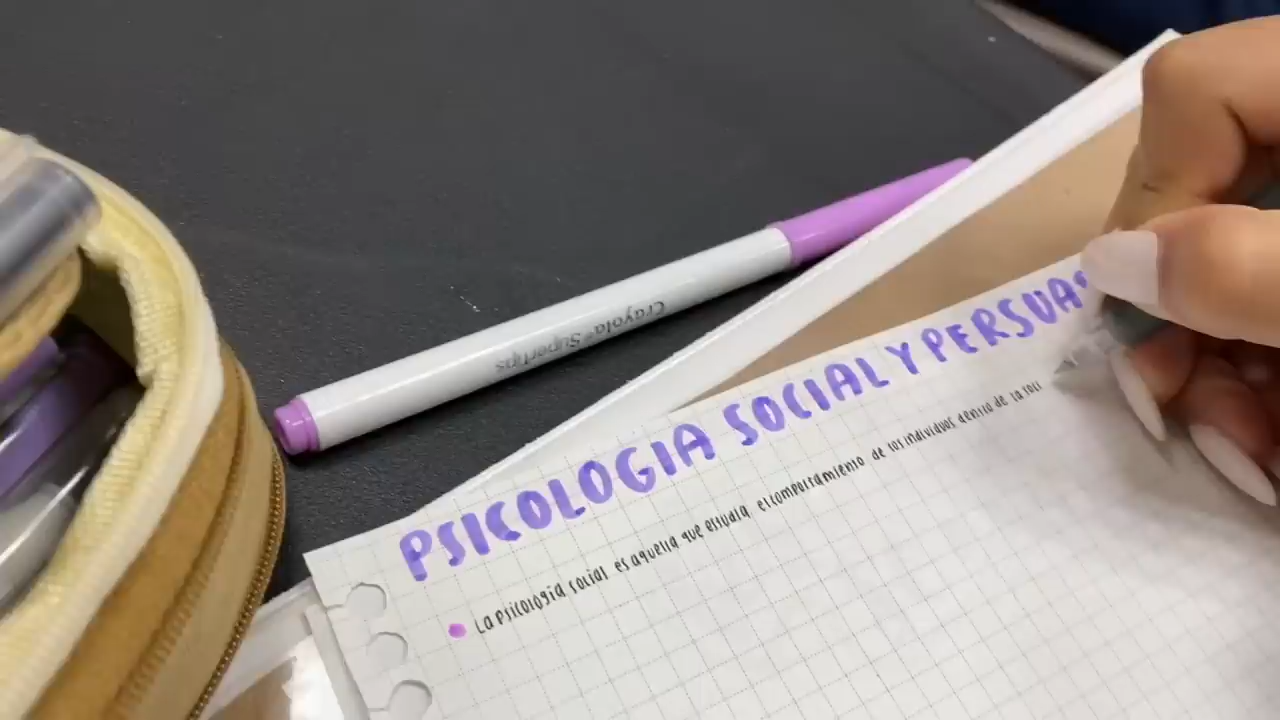 Crayola® Supertips
PSICOLOGIA SOCIAL Y PERSUAS
La psicologia social es aquella que estudia el comportamiento de los individuos dentro de la soci